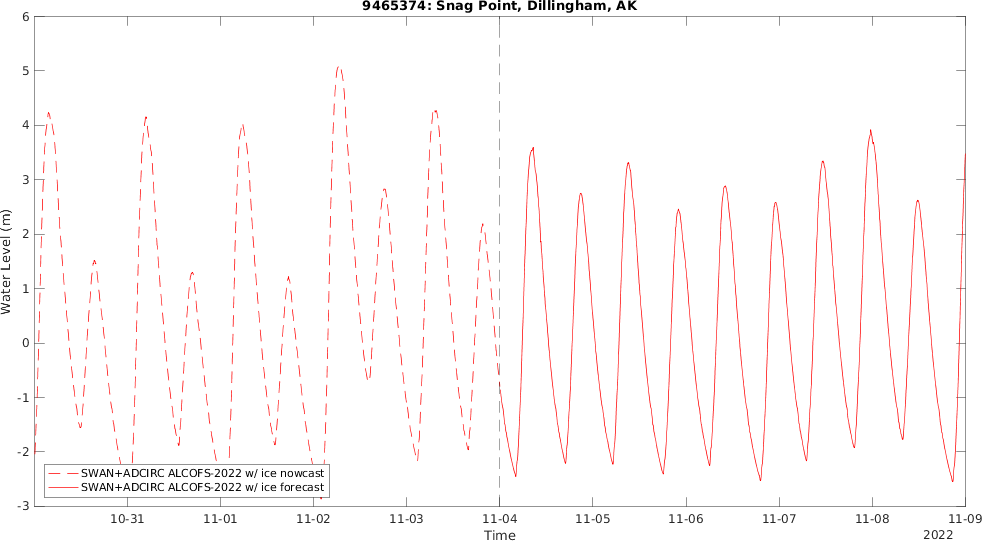 9465374: Snag Point, Dillingham, AK
6
5
4
3
2
1
0
-1
-2
-3
Water Level (m)
SWAN+ADCIRC ALCOFS-2022 w/ ice nowcast
SWAN+ADCIRC ALCOFS-2022 w/ ice forecast
10-31 11-01 11-02 11-03 11-04 11-05 11-06 11-07 11-08 11-09
Time
2022